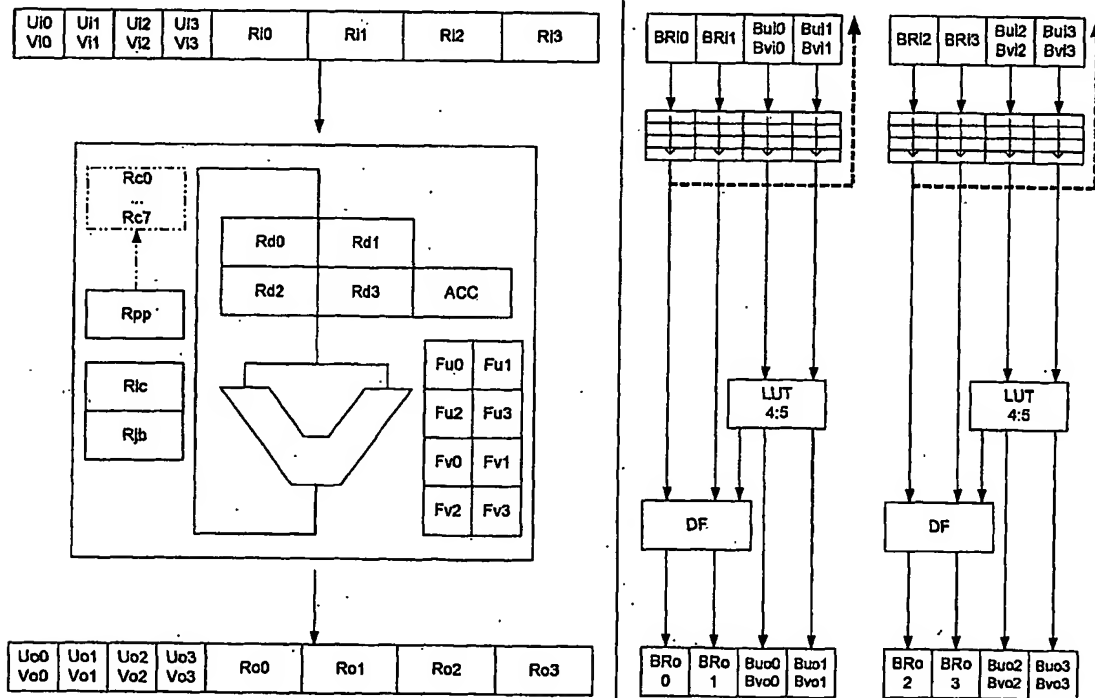 Ui0 Ui1 Ui2 Ui3
Vi0 Vi1 Vi2 Vi3
Ri0 Ri1 Ri2 Ri3
Rc0
...
Rc7
Rpp
Rlc
Rjb
Rd0 Rd1
Rd2 Rd3 ACC
Fu0 Fu1
Fu2 Fu3
Fv0 Fv1
Fv2 Fv3
Uo0 Uo1 Uo2 Uo3
Vo0 Vo1 Vo2 Vo3
Ro0 Ro1 Ro2 Ro3
BRi0 BRi1
Bui0 Bui1
Bvi0 Bvi1
LUT
4:5
DF
BRo BRo
0 1
Buo0 Buo1
Bvo0 Bvo1
BRi2 BRi3
Bui2 Bui3
Bvi2 Bvi3
LUT
4:5
DF
BRo BRo
2 3
Buo2 Buo3
Bvo2 Bvo3